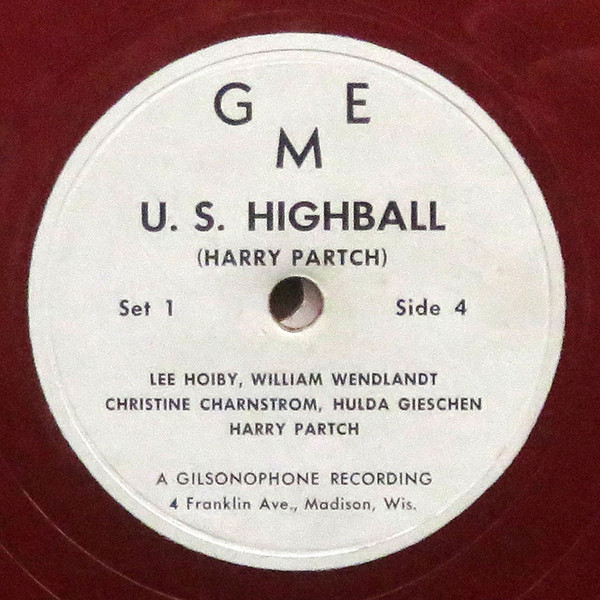 G E
M
U. S. HIGHBALL
(HARRY PARTCH)
Set 1 Side 4
LEE HOIBY, WILLIAM WENDLANDT
CHRISTINE CHARNSTROM, HULDA GIESCHEN
HARRY PARTCH
A GILSONOPHONE RECORDING
4 Franklin Ave., Madison, Wis.